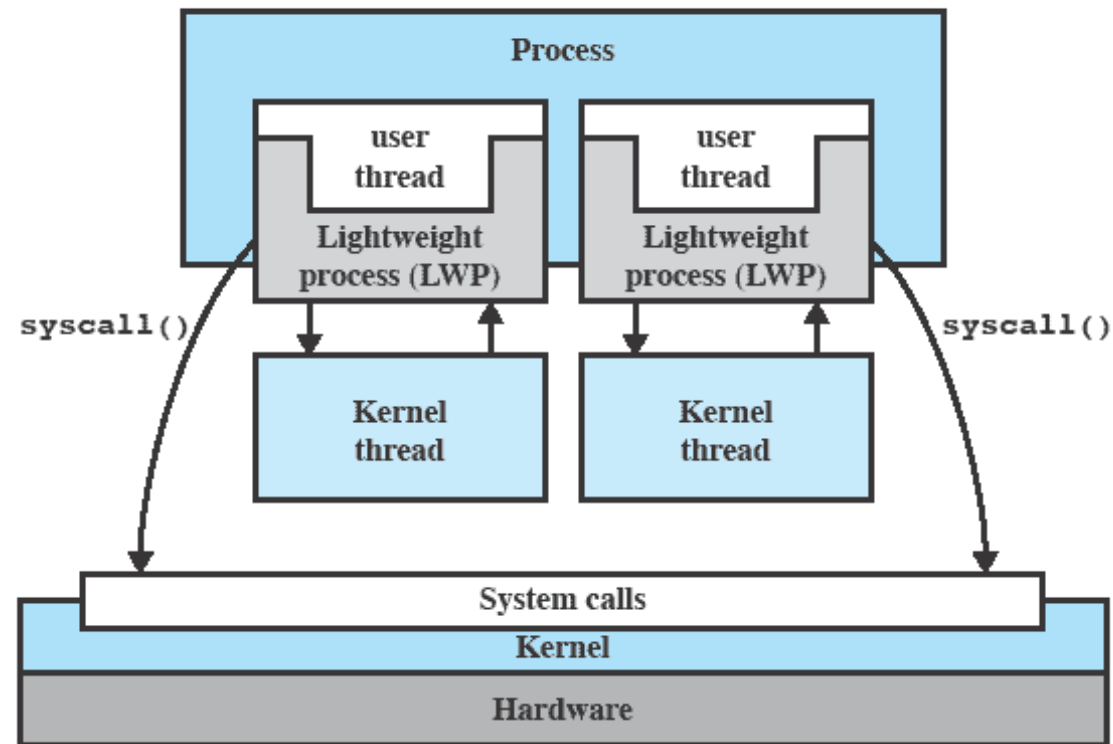 Process
user
thread
user
thread
Lightweight
process (LWP)
Lightweight
process (LWP)
syscall()
syscall()
Kernel
thread
Kernel
thread
System calls
Kernel
Hardware